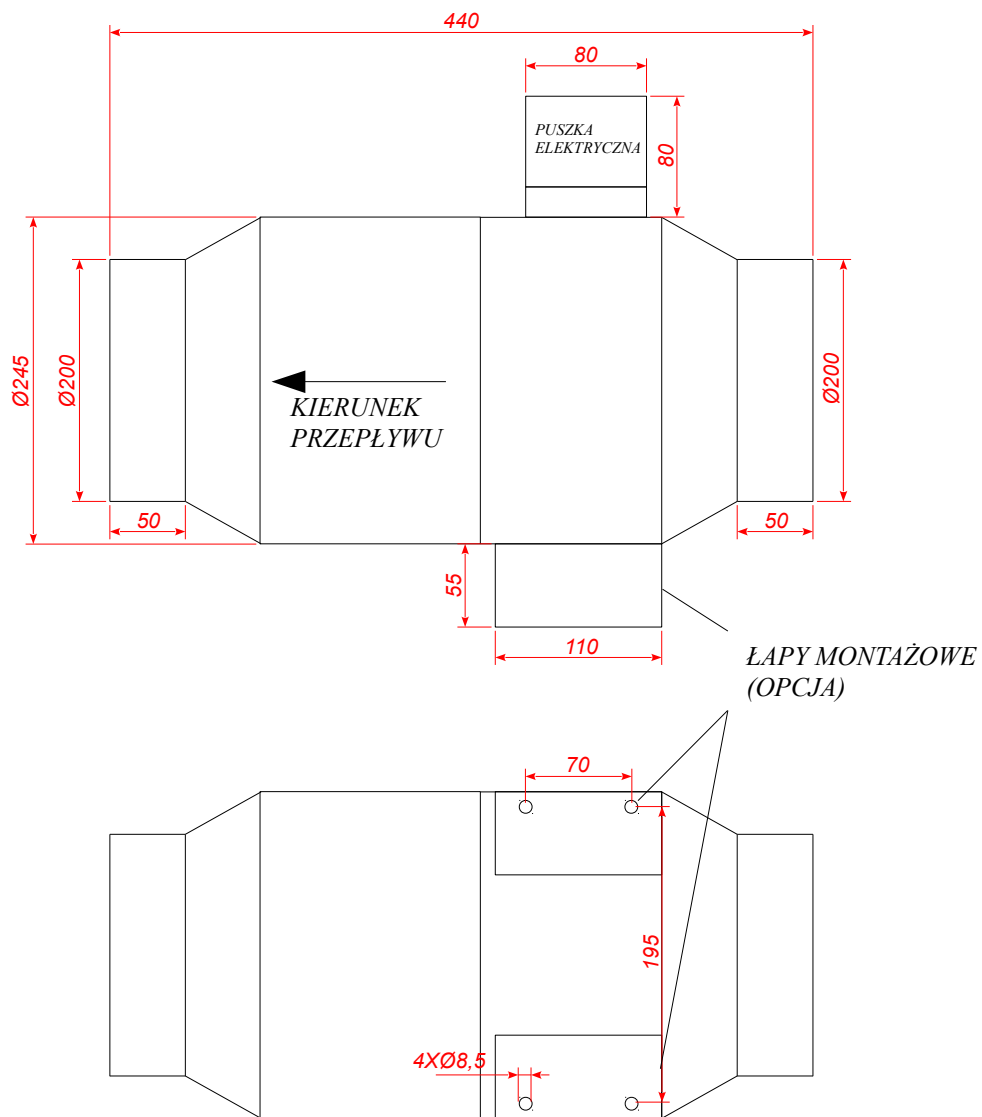 440
80
PUSZKA
ELEKTRYCZNA
80
Ø245
Ø200
Ø200
KIERUNEK
PRZEPŁYWU
50
50
55
110
ŁAPY MONTAŻOWE
(OPCJA)
70
195
4XØ8,5